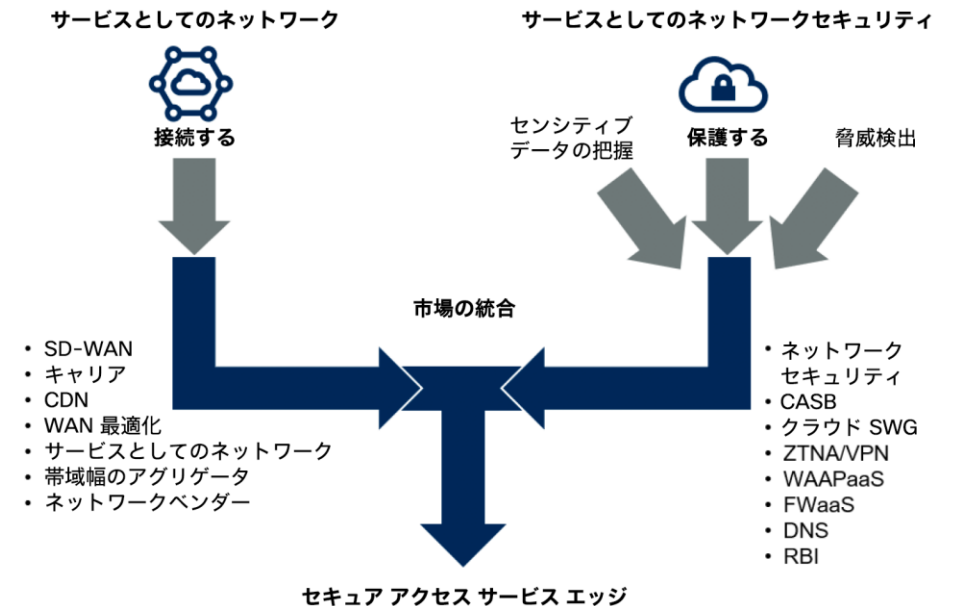 サービスとしてのネットワーク
サービスとしてのネットワークセキュリティ
接続する
センシティブ
データの把握
保護する
脅威検出
市場の統合
• SD-WAN
• キャリア
• CDN
• WAN 最適化
• サービスとしてのネットワーク
• 帯域幅のアグリゲータ
• ネットワークベンダー
• ネットワーク
セキュリティ
• CASB
• クラウド SWG
• ZTNA/VPN
• WAAPaaS
• FWaaS
• DNS
• RBI
セキュア アクセス サービス エッジ